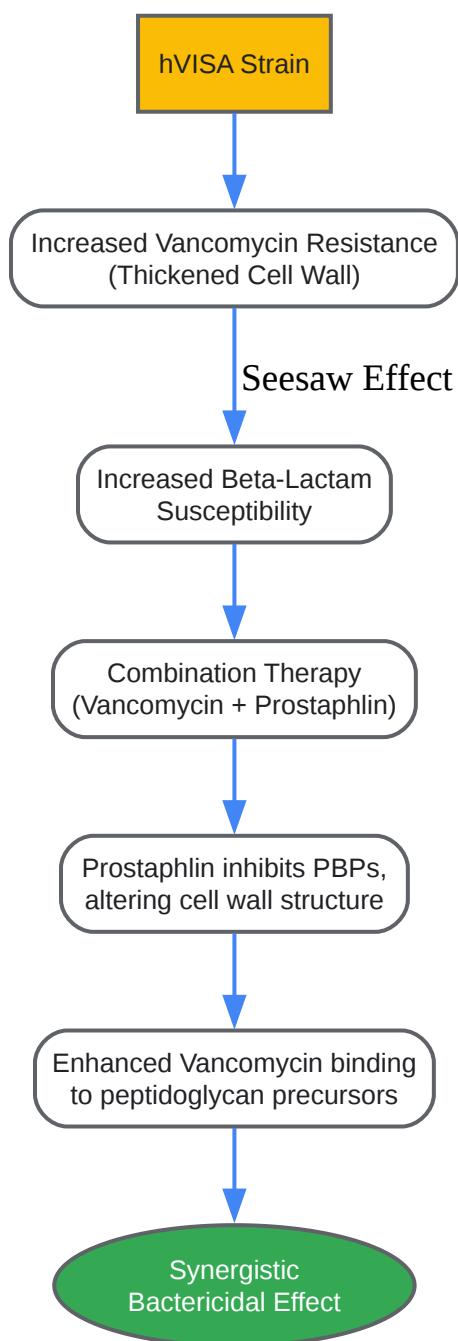 hVISA Strain
Increased Vancomycin Resistance
(Thickened Cell Wall)
Seesaw Effect
Increased Beta-Lactam
Susceptibility
Combination Therapy
(Vancomycin + Prostaphlin)
Prostaphlin inhibits PBPs,
altering cell wall structure
Enhanced Vancomycin binding
to peptidoglycan precursors
Synergistic
Bactericidal Effect